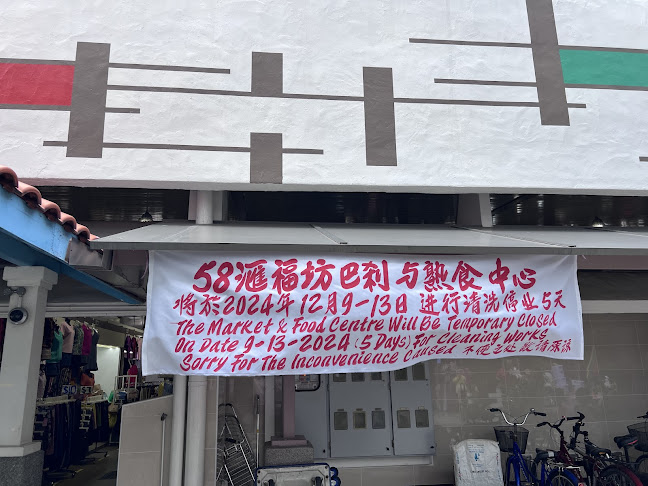 58滙福坊巴刹与熟食中心
将於2024年12月9-13日 进行清洗停业5天
The Market & Food Centre Will Be Temporary Closed
On Date 9-13-2024 (5 Days) For Cleaning Works
Sorry For The Inconvenience Caused 不便之处敬请原谅